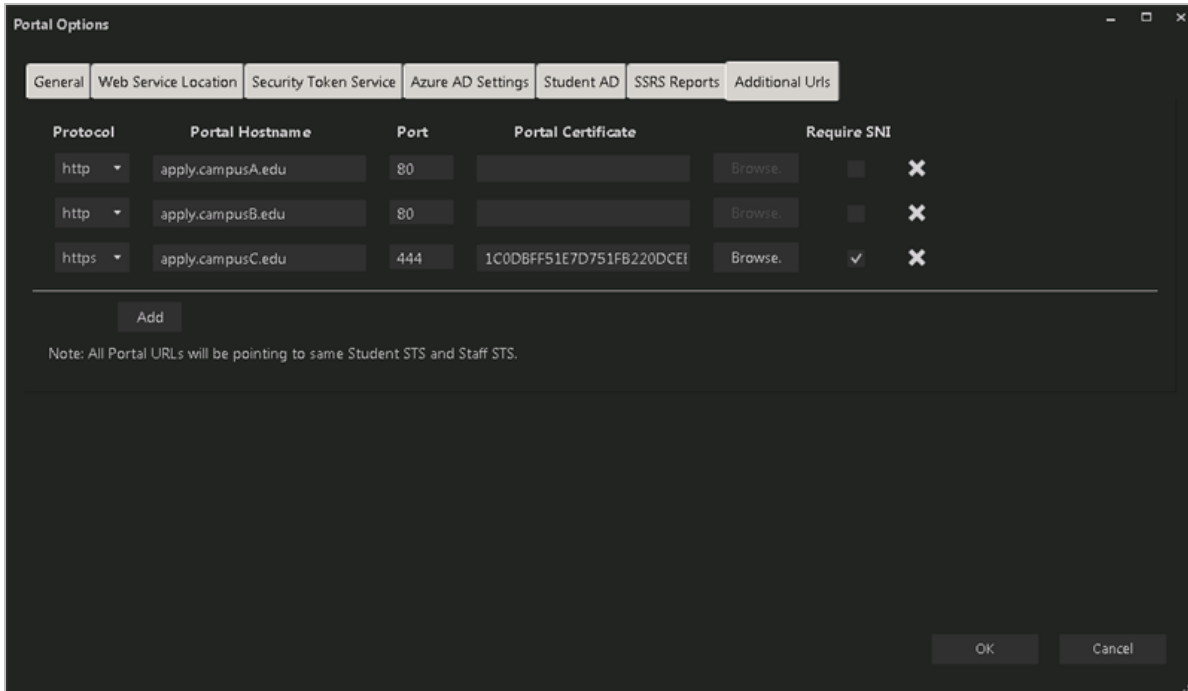 Portal Options
General Web Service Location Security Token Service Azure AD Settings Student AD SSRS Reports Additional Urls
Protocol Portal Hostname Port Portal Certificate Require SNI
http apply.campusA.edu 80 Browse.
http apply.campusB.edu 80 Browse.
https apply.campusC.edu 444 1C0DBFF51E7D751FB220DCEE Browse.
Add
Note: All Portal URLs will be pointing to same Student STS and Staff STS.
OK Cancel